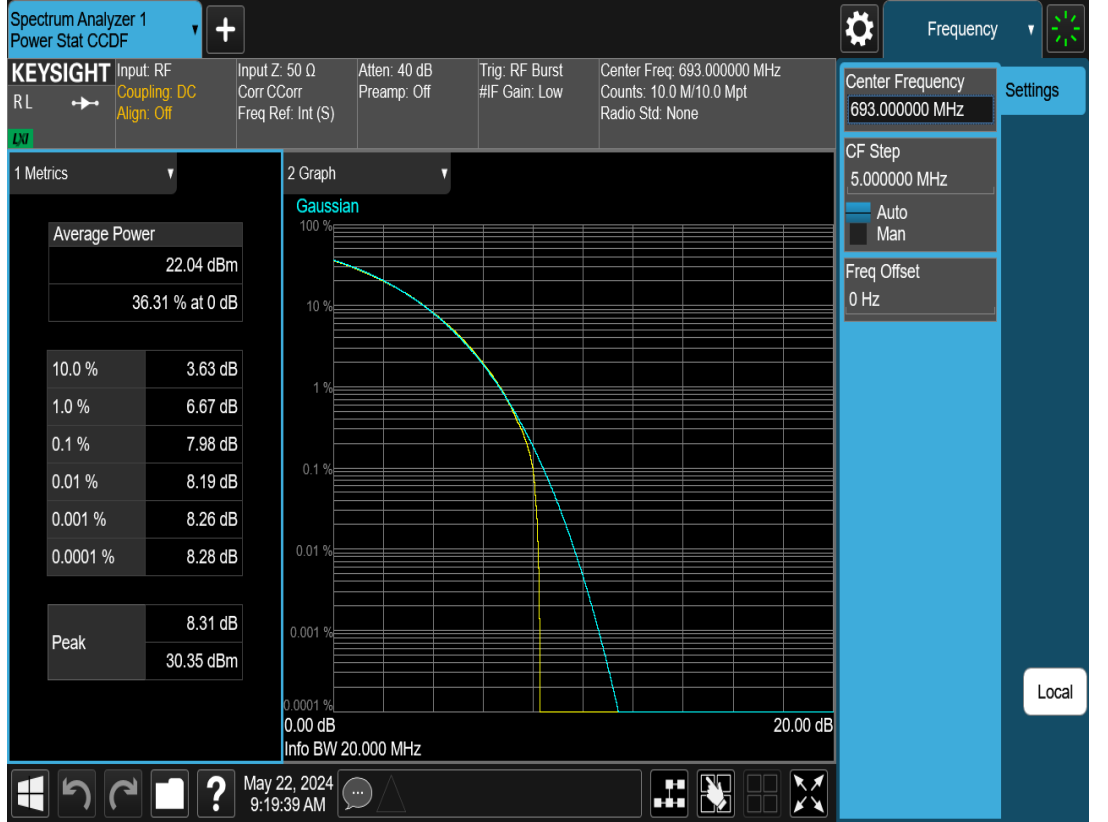 Spectrum Analyzer 1
Power Stat CCDF
▼
+
Frequency
▼
KEYSIGHT
RL
LXI
Input: RF
Coupling: DC
Align: Off
Input Z: 50 Ω
Corr CCorr
Freq Ref: Int (S)
Atten: 40 dB
Preamp: Off
Trig: RF Burst
#IF Gain: Low
Center Freq: 693.000000 MHz
Counts: 10.0 M/10.0 Mpt
Radio Std: None
Center Frequency
693.000000 MHz
Settings
CF Step
5.000000 MHz
Auto
Man
Freq Offset
0 Hz
Local
1 Metrics ▼
Average Power
22.04 dBm
36.31 % at 0 dB
10.0 % 3.63 dB
1.0 % 6.67 dB
0.1 % 7.98 dB
0.01 % 8.19 dB
0.001 % 8.26 dB
0.0001 % 8.28 dB
Peak
8.31 dB
30.35 dBm
2 Graph ▼
Gaussian
100 %
10 %
1 %
0.1 %
0.01 %
0.001 %
0.0001 %
0.00 dB 20.00 dB
Info BW 20.000 MHz
?
May 22, 2024
9:19:39 AM